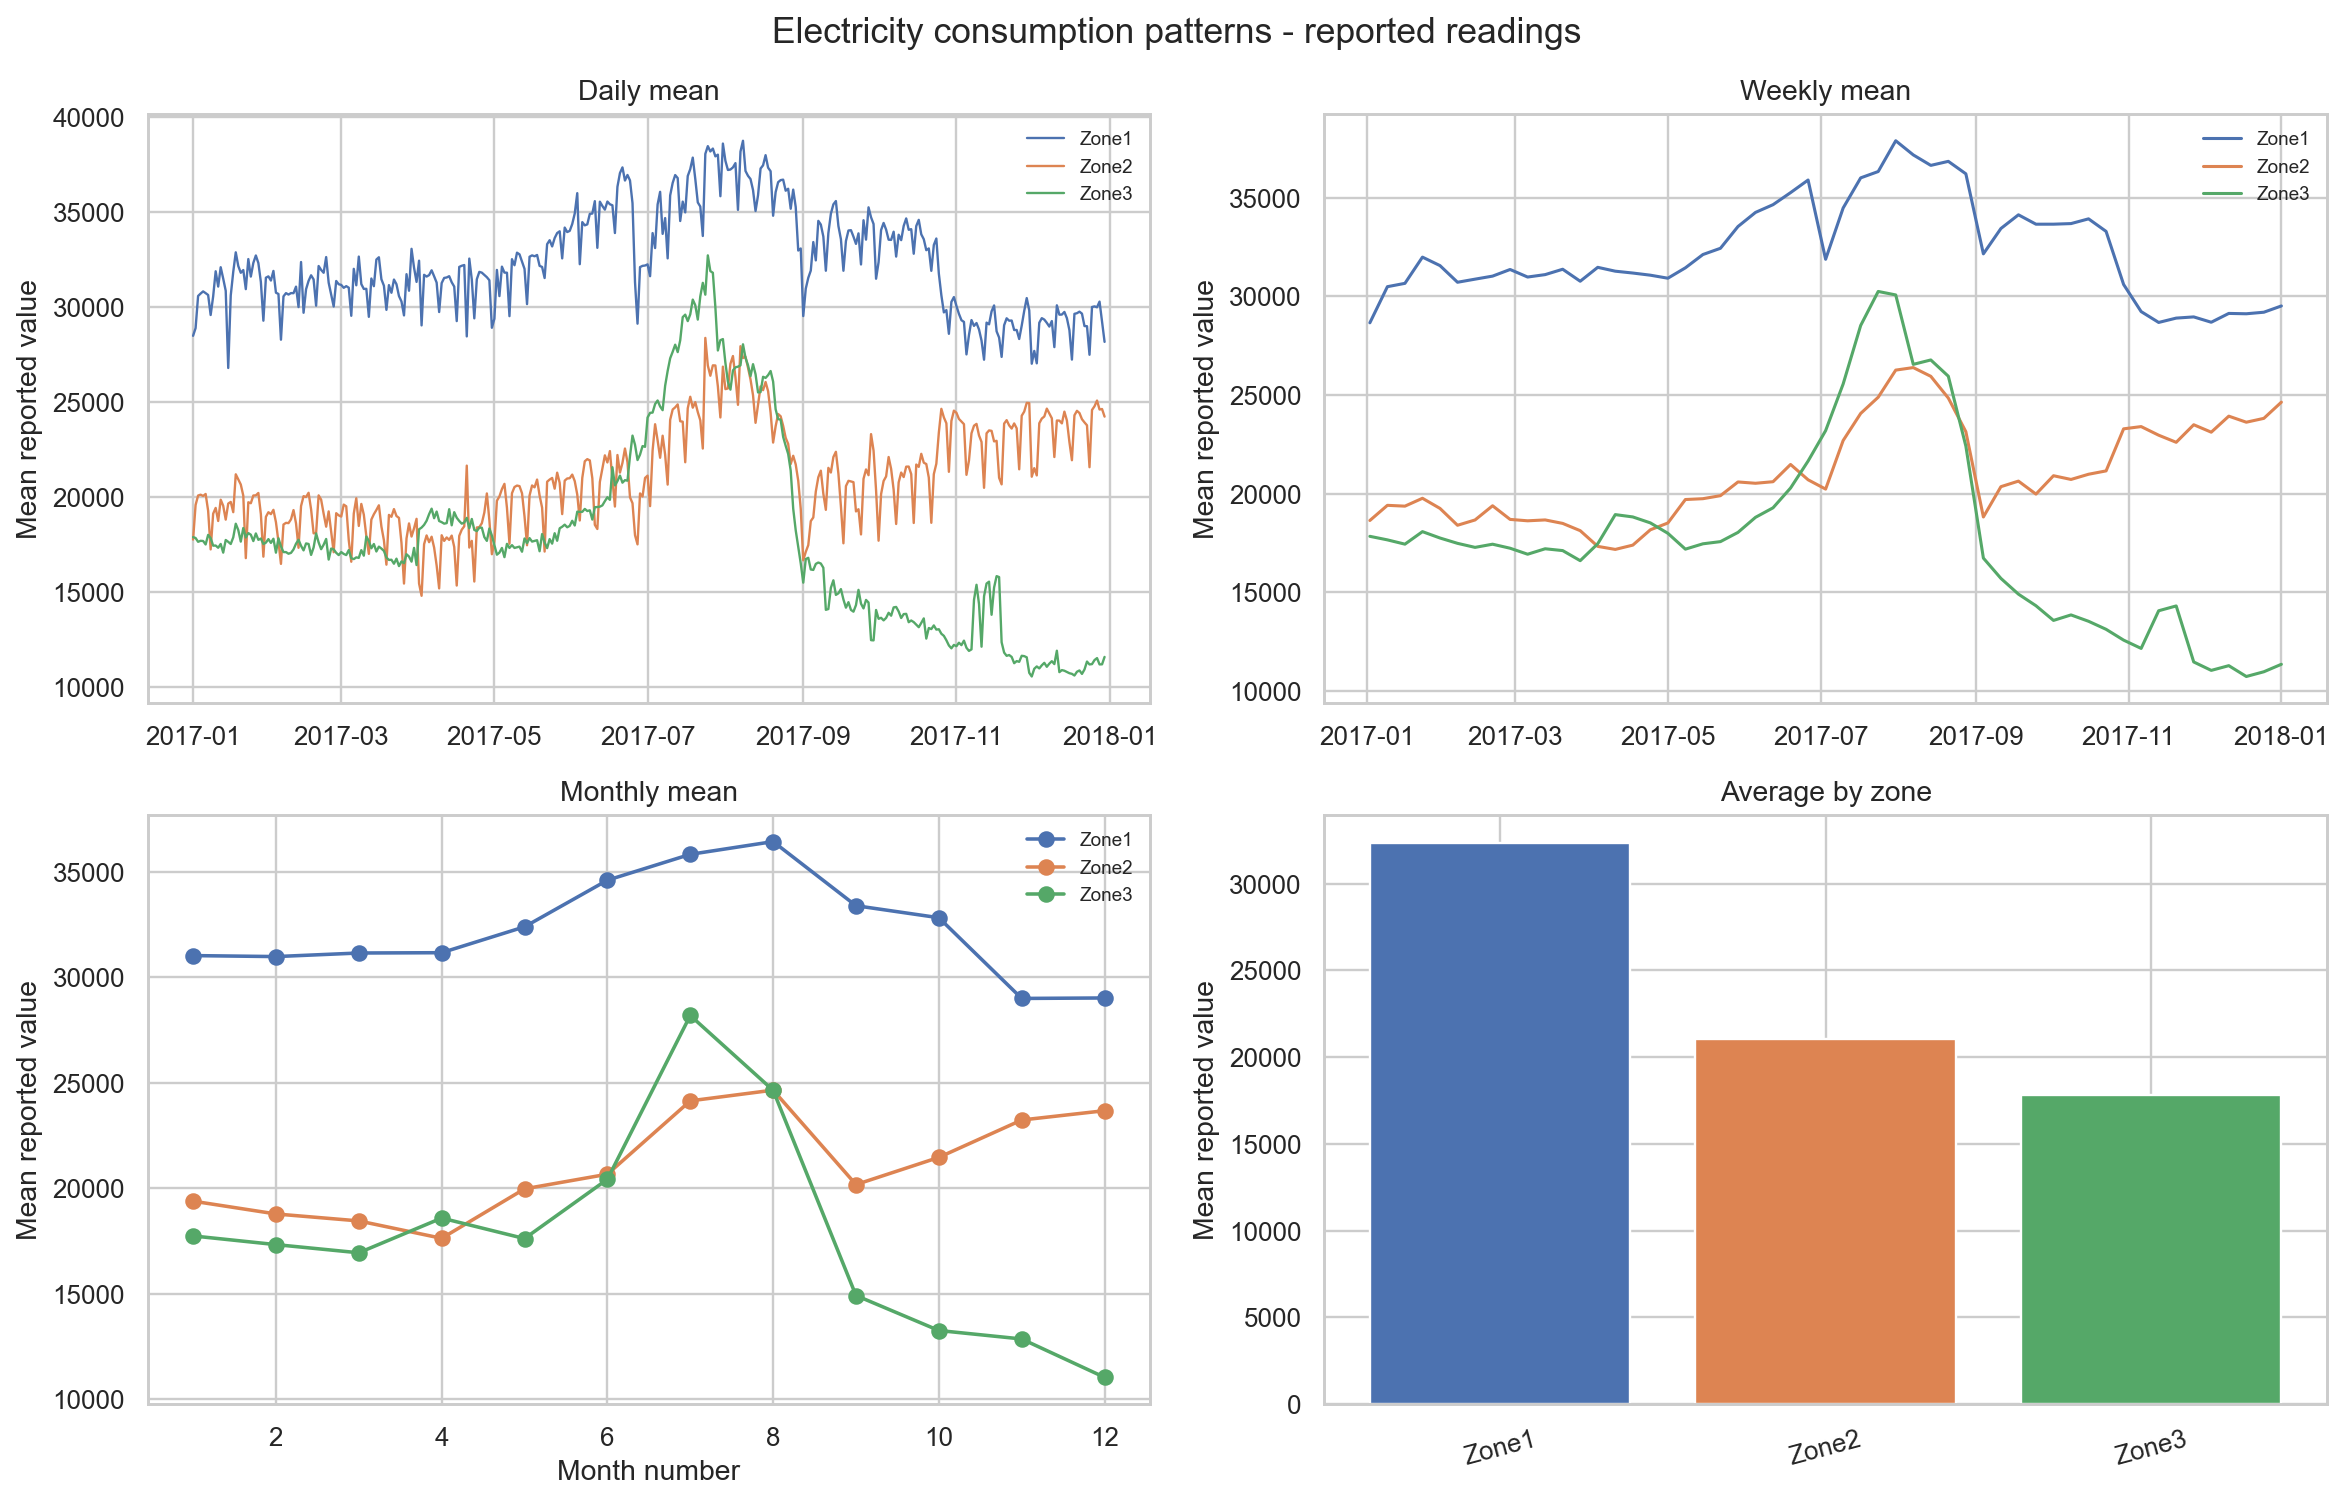 Electricity consumption patterns - reported readings
Daily mean
Mean reported value
40000
35000
30000
25000
20000
15000
10000
Zone1
Zone2
Zone3
2017-01 2017-03 2017-05 2017-07 2017-09 2017-11 2018-01
Weekly mean
Mean reported value
35000
30000
25000
20000
15000
10000
Zone1
Zone2
Zone3
2017-01 2017-03 2017-05 2017-07 2017-09 2017-11 2018-01
Monthly mean
Mean reported value
35000
30000
25000
20000
15000
10000
Zone1
Zone2
Zone3
2 4 6 8 10 12
Month number
Average by zone
Mean reported value
30000
25000
20000
15000
10000
5000
0
Zone1 Zone2 Zone3